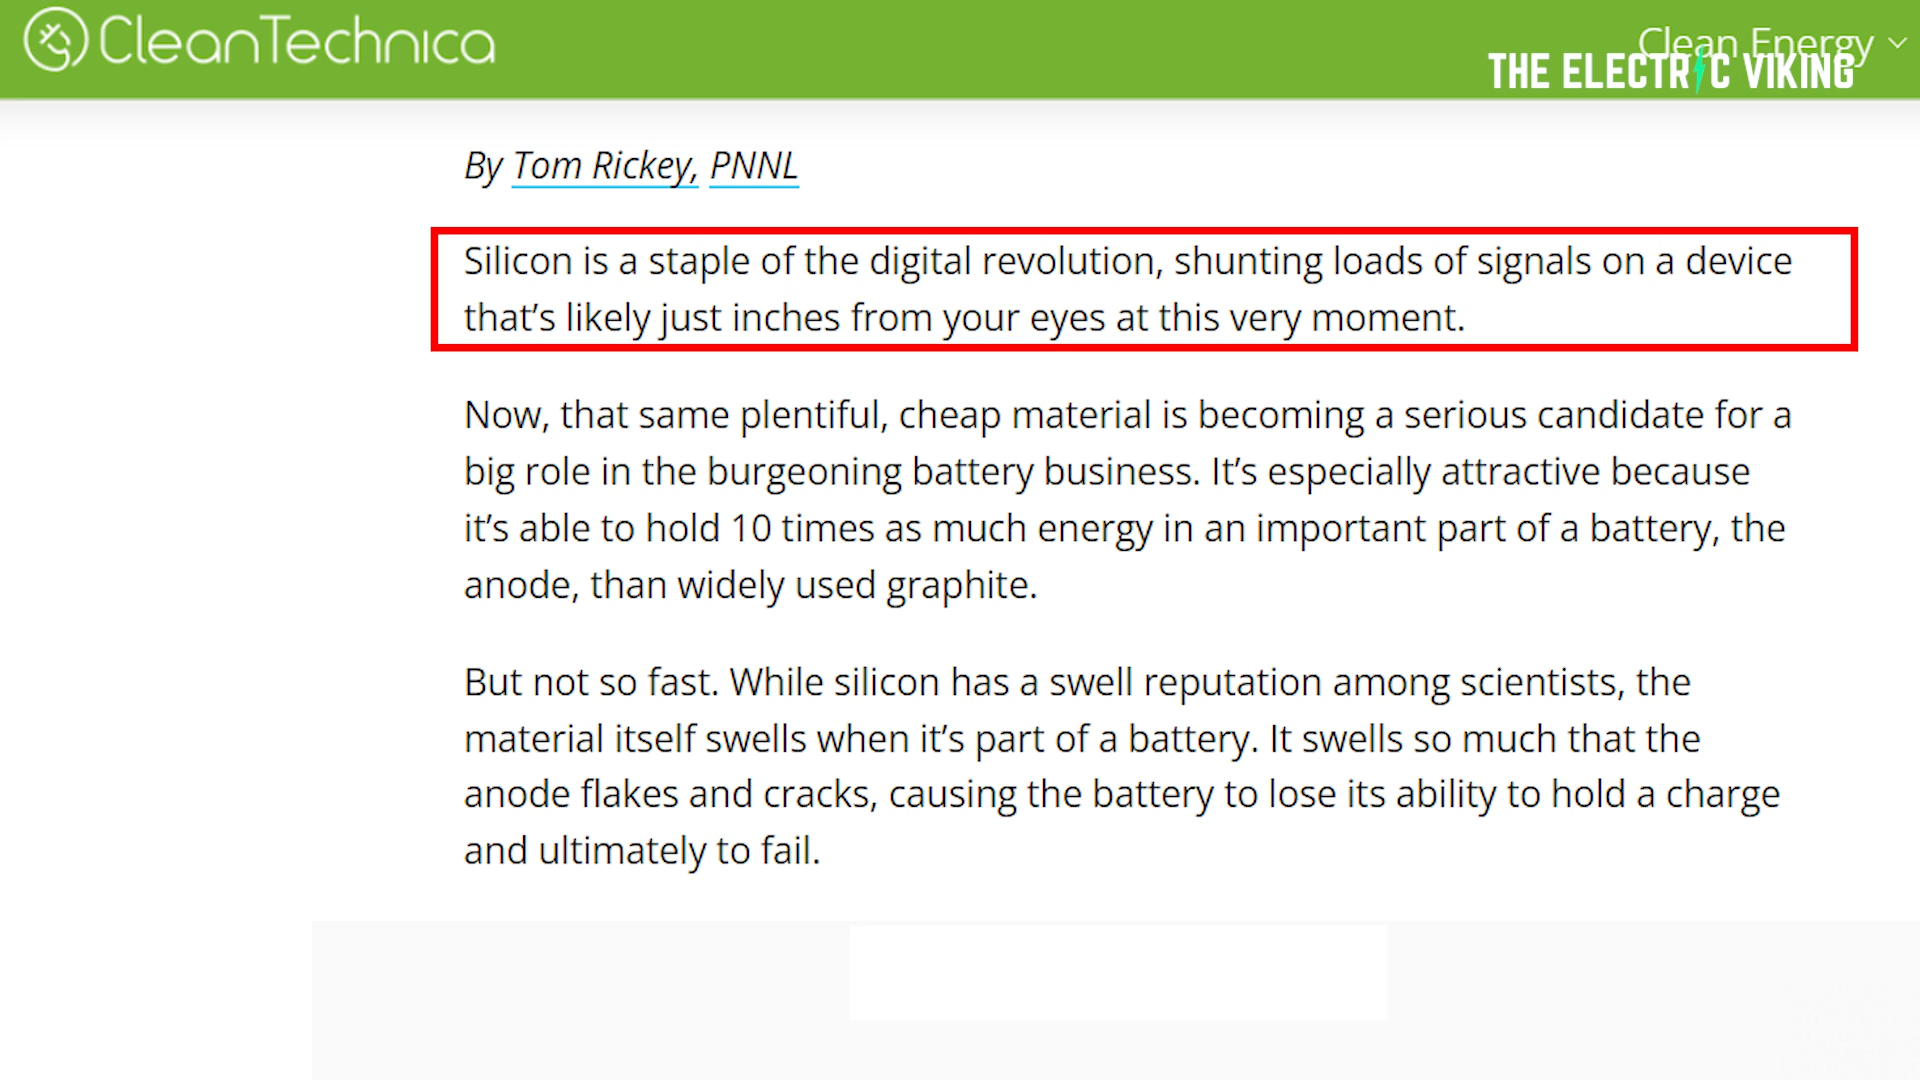 CleanTechnica
Clean Energy
THE ELECTRIC VIKING
By Tom Rickey, PNNL
Silicon is a staple of the digital revolution, shunting loads of signals on a device
that’s likely just inches from your eyes at this very moment.
Now, that same plentiful, cheap material is becoming a serious candidate for a
big role in the burgeoning battery business. It’s especially attractive because
it’s able to hold 10 times as much energy in an important part of a battery, the
anode, than widely used graphite.
But not so fast. While silicon has a swell reputation among scientists, the
material itself swells when it’s part of a battery. It swells so much that the
anode flakes and cracks, causing the battery to lose its ability to hold a charge
and ultimately to fail.